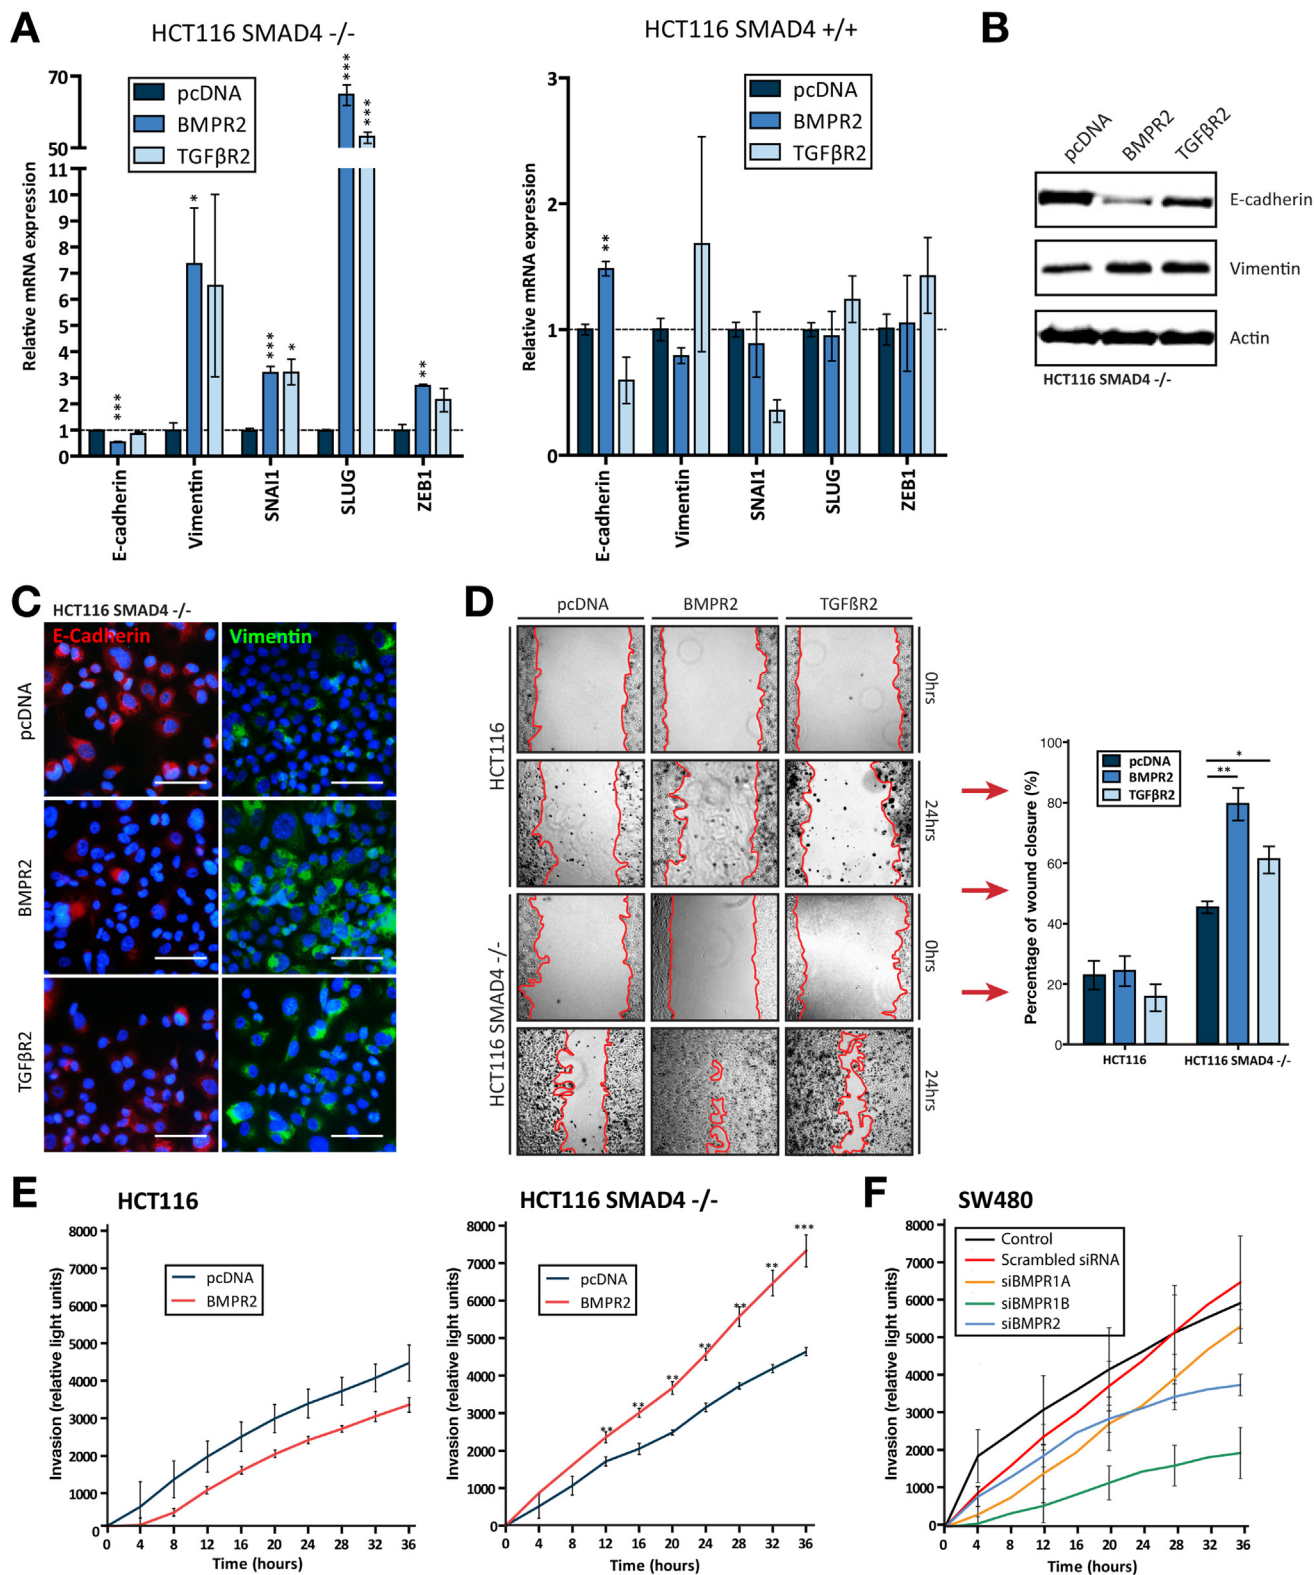 A
HCT116 SMAD4 -/-
pcDNA
BMPR2
TGFβR2
Relative mRNA expression
70
50
11
10
9
8
7
6
5
4
3
2
1
0
***
*
***
*
***
***
**
E-cadherin
Vimentin
SNAI1
SLUG
ZEB1
HCT116 SMAD4 +/+
pcDNA
BMPR2
TGFβR2
Relative mRNA expression
3
2
1
0
**
E-cadherin
Vimentin
SNAI1
SLUG
ZEB1
B
pcDNA
BMPR2
TGFβR2
E-cadherin
Vimentin
Actin
HCT116 SMAD4 -/-
C
HCT116 SMAD4 -/-
E-Cadherin
Vimentin
pcDNA
BMPR2
TGFβR2
D
pcDNA
BMPR2
TGFßR2
HCT116
0hrs
24hrs
HCT116 SMAD4 -/-
0hrs
24hrs
Percentage of wound closure (%)
100
80
60
40
20
0
pcDNA
BMPR2
TGFβR2
*
**
HCT116
HCT116 SMAD4 -/-
E
HCT116
pcDNA
BMPR2
Invasion (relative light units)
8000
7000
6000
5000
4000
3000
2000
1000
0
0 4 8 12 16 20 24 28 32 36
Time (hours)
HCT116 SMAD4 -/-
pcDNA
BMPR2
Invasion (relative light units)
8000
7000
6000
5000
4000
3000
2000
1000
0
** ** ** ** ** ** ***
0 4 8 12 16 20 24 28 32 36
Time (hours)
F
SW480
Control
Scrambled siRNA
siBMPR1A
siBMPR1B
siBMPR2
Invasion (relative light units)
8000
7000
6000
5000
4000
3000
2000
1000
0
0 4 8 12 16 20 24 28 32 36
Time (hours)